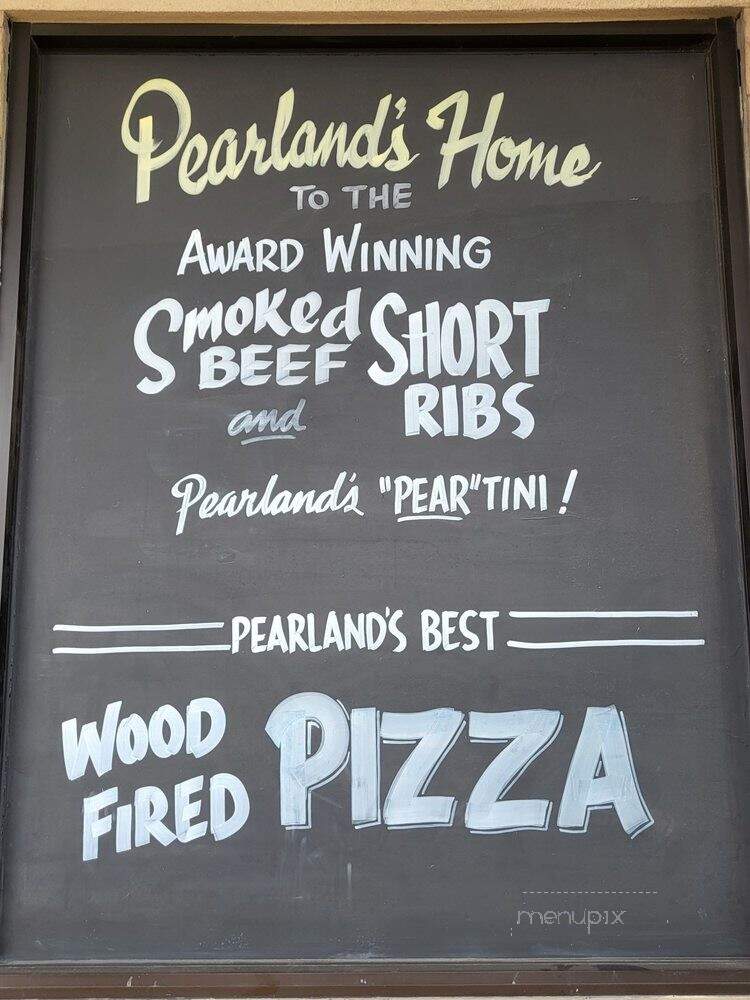 Pearland's Home
TO THE
AWARD WINNING
Smoked SHORT
BEEF RIBS
and
Pearland's "PEAR"TINI!
PEARLAND'S BEST
WOOD PIZZA
FIRED
menupix